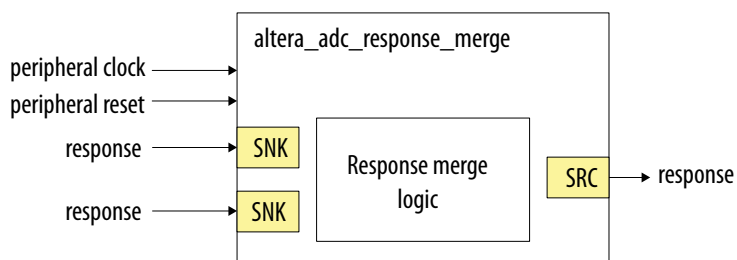 altera_adc_response_merge
peripheral clock
peripheral reset
response
SNK
Response merge
logic
SRC
response
response
SNK